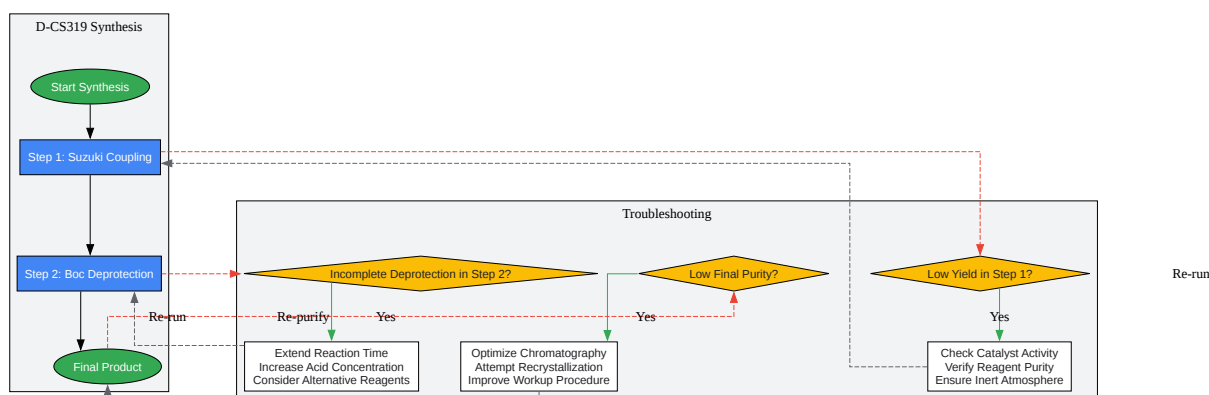 D-CS319 Synthesis
Start Synthesis
Step 1: Suzuki Coupling
Troubleshooting
Step 2: Boc Deprotection
Incomplete Deprotection in Step 2?
Low Final Purity?
Low Yield in Step 1?
Re-run
Re-run
Re-purify
Yes
Yes
Yes
Final Product
Extend Reaction Time
Increase Acid Concentration
Consider Alternative Reagents
Optimize Chromatography
Attempt Recrystallization
Improve Workup Procedure
Check Catalyst Activity
Verify Reagent Purity
Ensure Inert Atmosphere